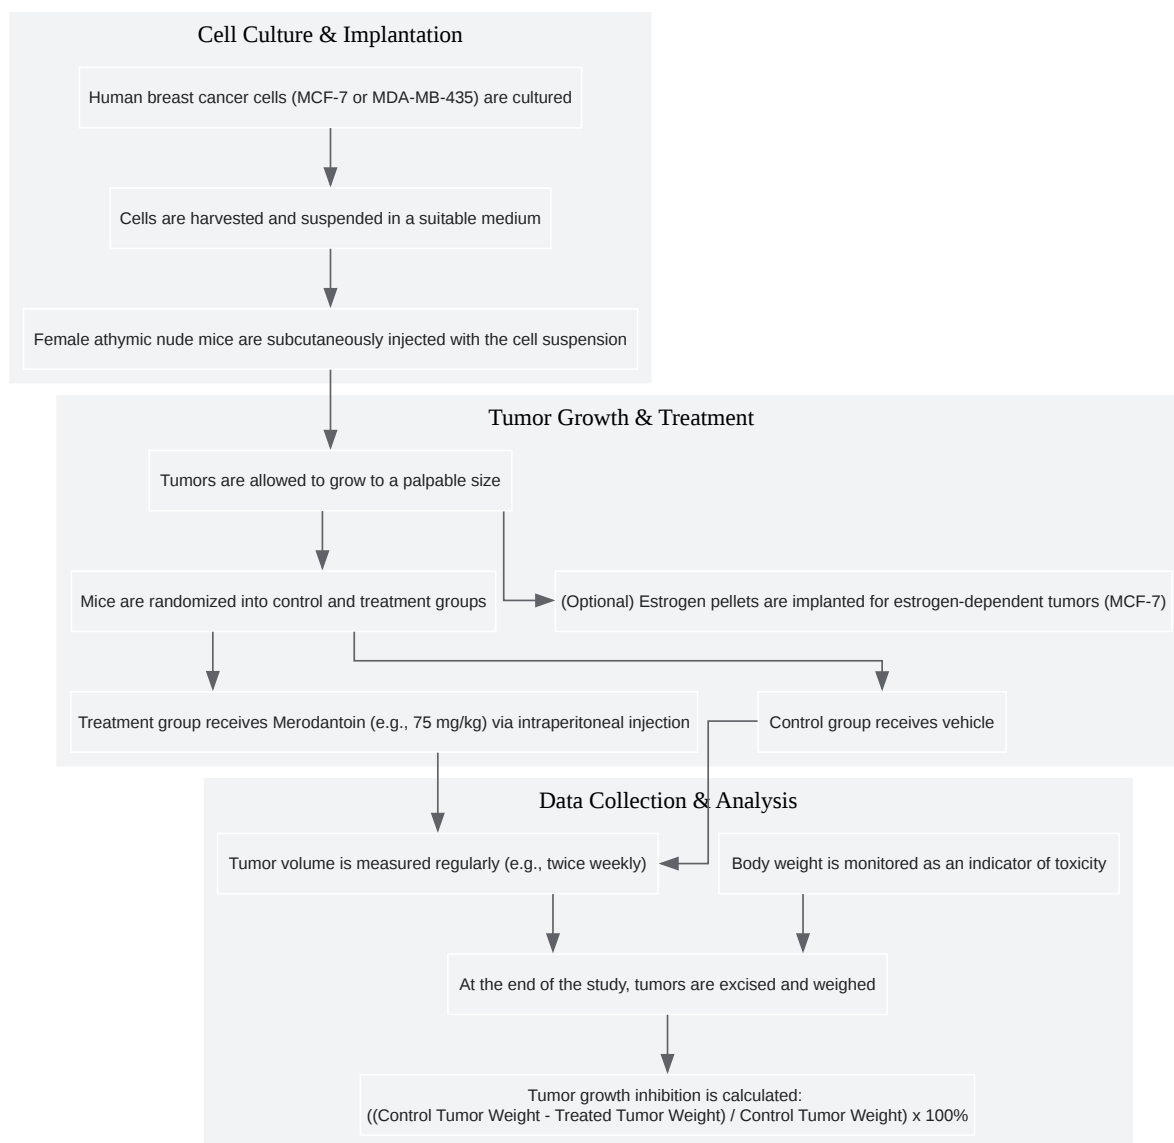 Cell Culture & Implantation
Human breast cancer cells (MCF-7 or MDA-MB-435) are cultured
Cells are harvested and suspended in a suitable medium
Female athymic nude mice are subcutaneously injected with the cell suspension
Tumor Growth & Treatment
Tumors are allowed to grow to a palpable size
Mice are randomized into control and treatment groups
(Optional) Estrogen pellets are implanted for estrogen-dependent tumors (MCF-7)
Treatment group receives Merodantoin (e.g., 75 mg/kg) via intraperitoneal injection
Control group receives vehicle
Data Collection & Analysis
Tumor volume is measured regularly (e.g., twice weekly)
Body weight is monitored as an indicator of toxicity
At the end of the study, tumors are excised and weighed
Tumor growth inhibition is calculated:
((Control Tumor Weight - Treated Tumor Weight) / Control Tumor Weight) x 100%